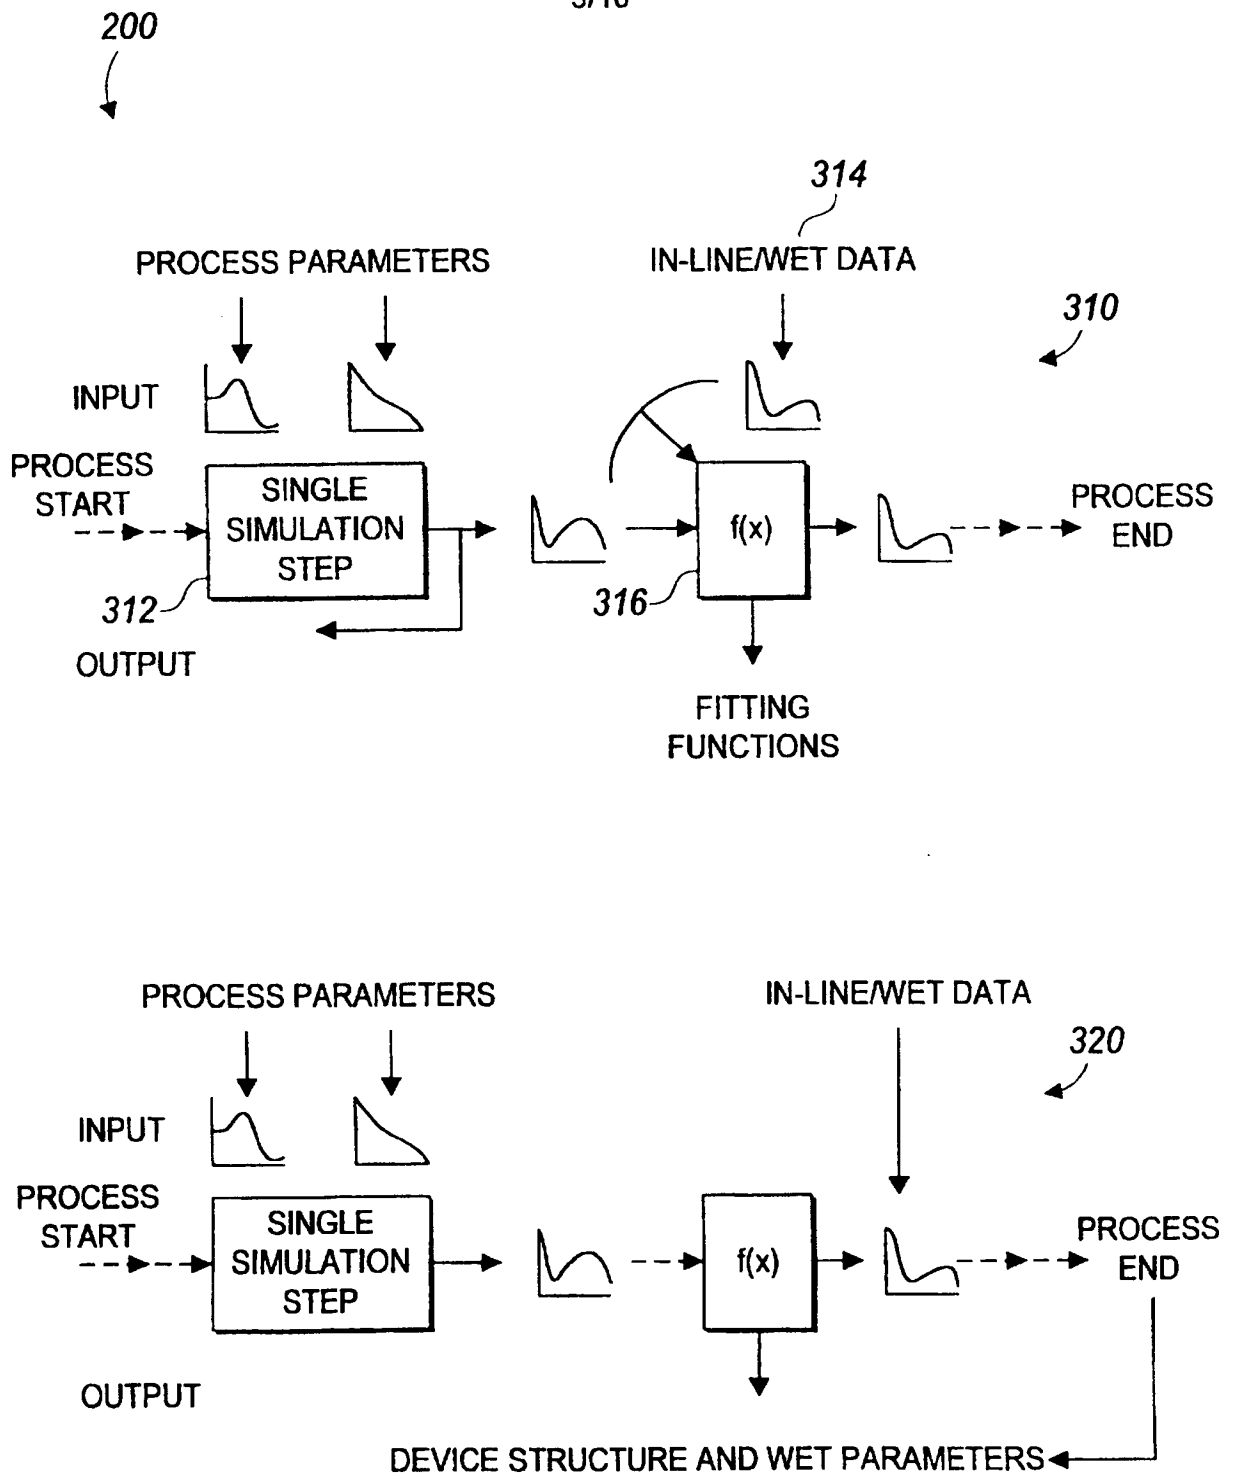 200
314
PROCESS PARAMETERS
IN-LINE/WET DATA
310
INPUT
PROCESS
START
SINGLE
SIMULATION
STEP
f(x)
PROCESS
END
312
316
OUTPUT
FITTING
FUNCTIONS
PROCESS PARAMETERS
IN-LINE/WET DATA
320
INPUT
PROCESS
START
SINGLE
SIMULATION
STEP
f(x)
PROCESS
END
OUTPUT
DEVICE STRUCTURE AND WET PARAMETERS